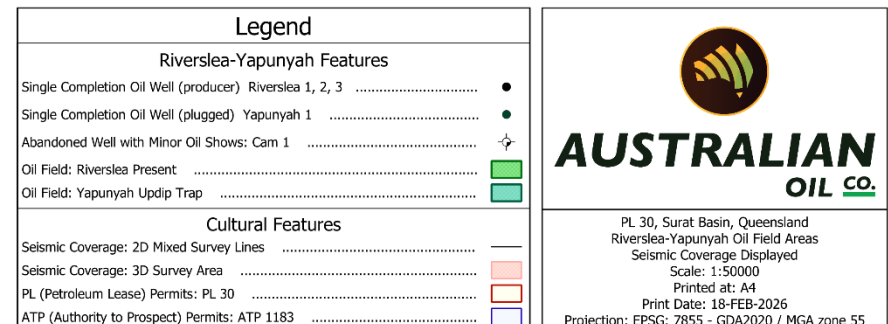 Legend
Riverslea-Yapunyah Features
Single Completion Oil Well (producer) Riverslea 1, 2, 3 ................................
Single Completion Oil Well (plugged) Yapunyah 1 ................................
Abandoned Well with Minor Oil Shows: Cam 1 ................................
Oil Field: Riverslea Present ................................
Oil Field: Yapunyah Updip Trap ................................
Cultural Features
Seismic Coverage: 2D Mixed Survey Lines ................................
Seismic Coverage: 3D Survey Area ................................
PL (Petroleum Lease) Permits: PL 30 ................................
ATP (Authority to Prospect) Permits: ATP 1183 ................................
AUSTRALIAN
OIL CO.
PL 30, Surat Basin, Queensland
Riverslea-Yapunyah Oil Field Areas
Seismic Coverage Displayed
Scale: 1:50000
Printed at: A4
Print Date: 18-FEB-2026
Projection: EPSG: 7855 - GDA2020 / MGA zone 55